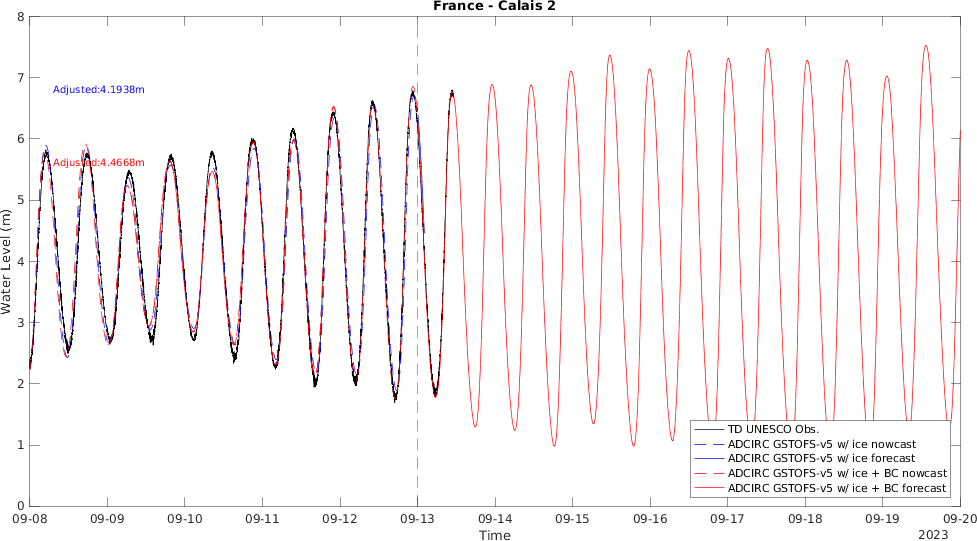 France - Calais 2
8
7
6
5
4
3
2
1
0
Water Level (m)
Adjusted:4.1938m
Adjusted:4.4668m
TD UNESCO Obs.
ADCIRC GSTOFS-v5 w/ ice nowcast
ADCIRC GSTOFS-v5 w/ ice forecast
ADCIRC GSTOFS-v5 w/ ice + BC nowcast
ADCIRC GSTOFS-v5 w/ ice + BC forecast
09-08 09-09 09-10 09-11 09-12 09-13 09-14 09-15 09-16 09-17 09-18 09-19 09-20
Time
2023